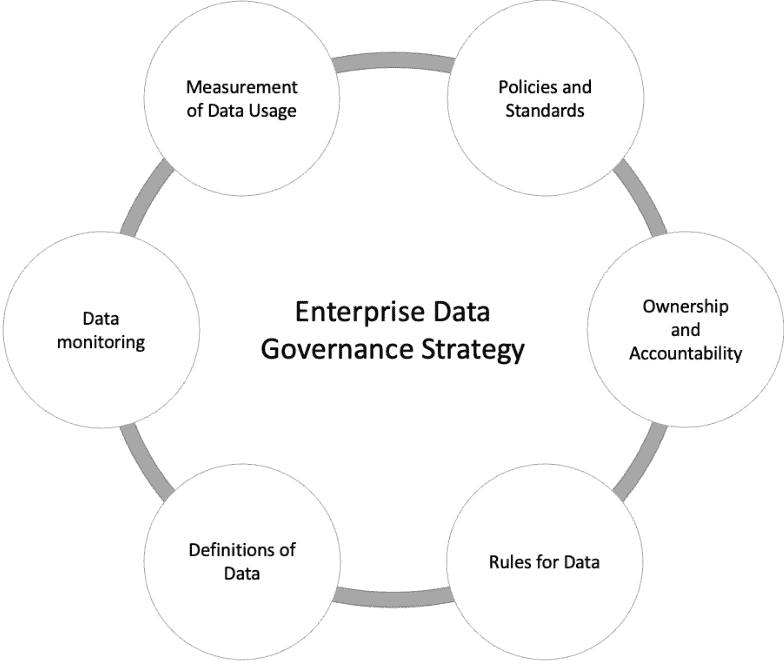 Measurement
of Data Usage
Policies and
Standards
Data
monitoring
Enterprise Data
Governance Strategy
Ownership
and
Accountability
Definitions of
Data
Rules for Data